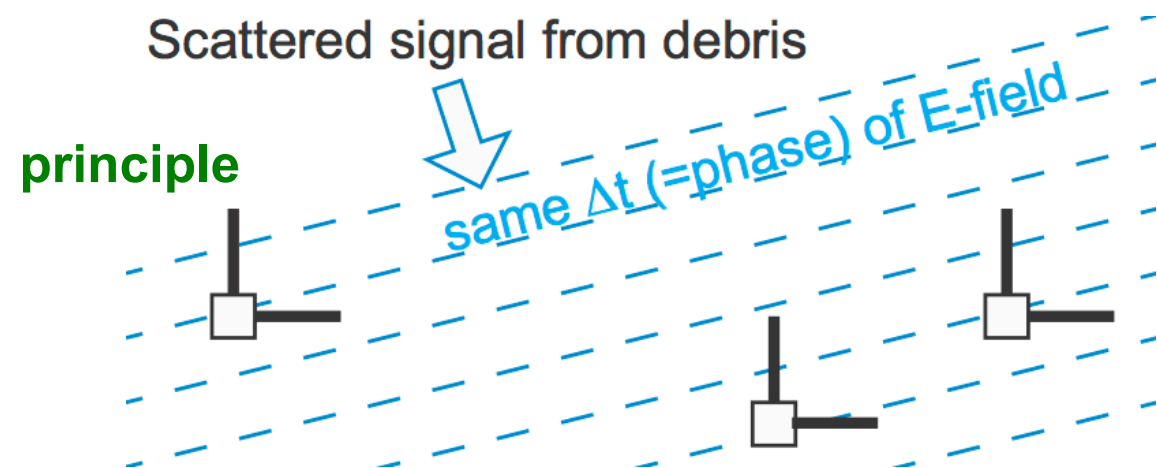 Scattered signal from debris
same Δt (=phase) of E-field
principle